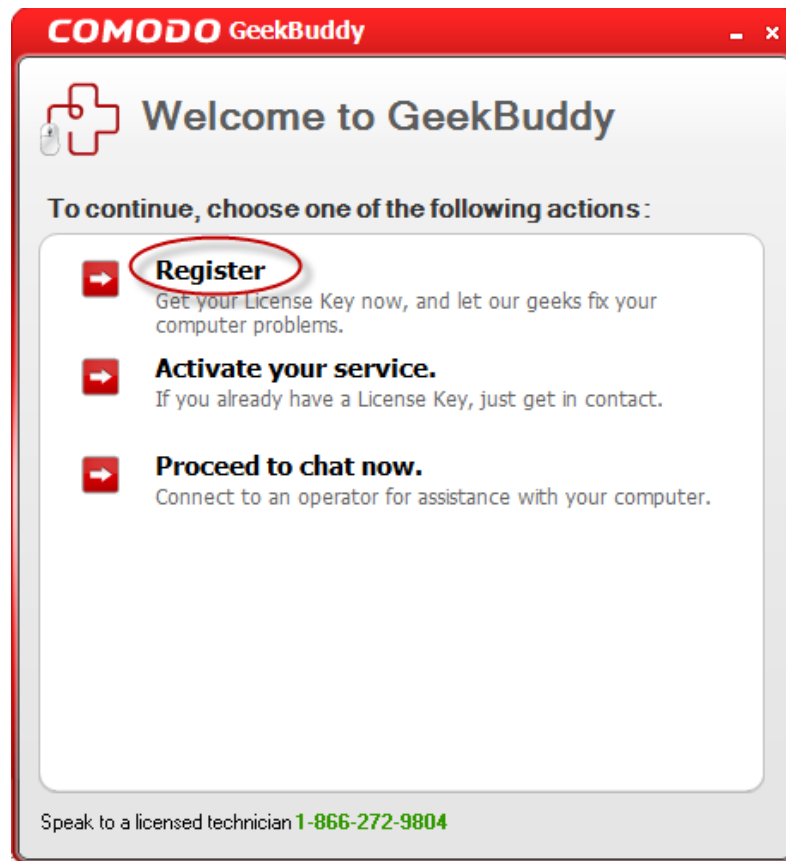 COMODO GeekBuddy
Welcome to GeekBuddy
To continue, choose one of the following actions:
Register
Get your License Key now, and let our geeks fix your
computer problems.
Activate your service.
If you already have a License Key, just get in contact.
Proceed to chat now.
Connect to an operator for assistance with your computer.
Speak to a licensed technician 1-866-272-9804